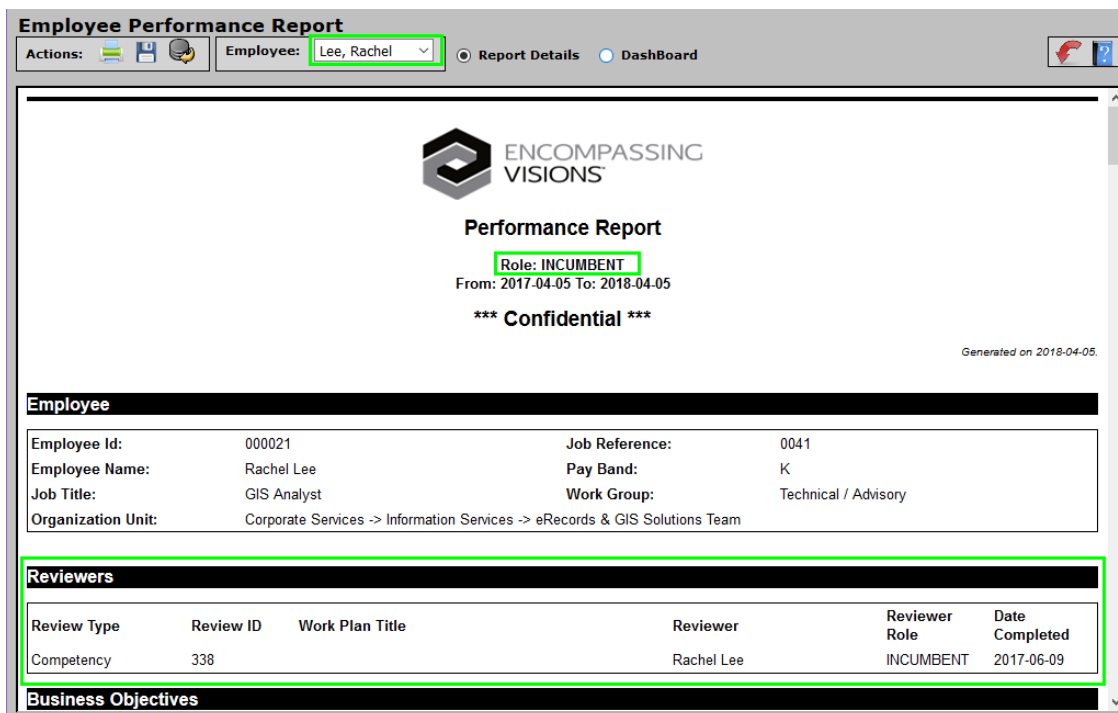 Employee Performance Report
Actions: Employee: Lee, Rachel Report Details DashBoard
ENCOMPASSING
VISIONS
Performance Report
Role: INCUMBENT
From: 2017-04-05 To: 2018-04-05
*** Confidential ***
Generated on 2018-04-05.
Employee
Employee Id: 000021 Job Reference: 0041
Employee Name: Rachel Lee Pay Band: K
Job Title: GIS Analyst Work Group: Technical / Advisory
Organization Unit: Corporate Services -> Information Services -> eRecords & GIS Solutions Team
Reviewers
Review Type Review ID Work Plan Title Reviewer Reviewer Role Date Completed
Competency 338 Rachel Lee INCUMBENT 2017-06-09
Business Objectives